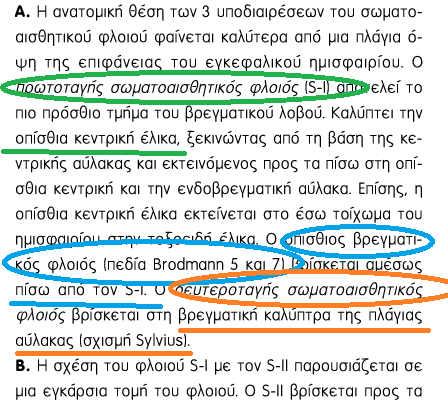 A. Η ανατομική θέση των 3 υποδιαιρέσεων του σωματο-
αισθητικού φλοιού φαίνεται καλύτερα από μια πλάγια ό-
ψη της επιφάνειας του εγκεφαλικού ημισφαιρίου. Ο
πρωτοταγής σωματοαισθητικός φλοιός (S-I) αποτελεί το
πιο πρόσθιο τμήμα του βρεγματικού λοβού. Καλύπτει την
οπίσθια κεντρική έλικα, ξεκινώντας από τη βάση της κε-
ντρικής αύλακας και εκτεινόμενος προς τα πίσω στη οπί-
σθια κεντρική και την ενδοβρεγματική αύλακα. Επίσης, η
οπίσθια κεντρική έλικα εκτείνεται στο έσω τοίχωμα του
ημισφαιρίου στην τοξοειδή έλικα. Ο οπίσθιος βρεγματι-
κός φλοιός (πεδία Brodmann 5 και 7) βρίσκεται αμέσως
πίσω από τον S-I. Ο δευτεροταγής σωματοαισθητικός
φλοιός βρίσκεται στη βρεγματική καλύπτρα της πλάγιας
αύλακας (σχισμή Sylvius).
B. Η σχέση του φλοιού S-I με τον S-II παρουσιάζεται σε
μια εγκάρσια τομή του φλοιού. Ο S-II βρίσκεται προς τα